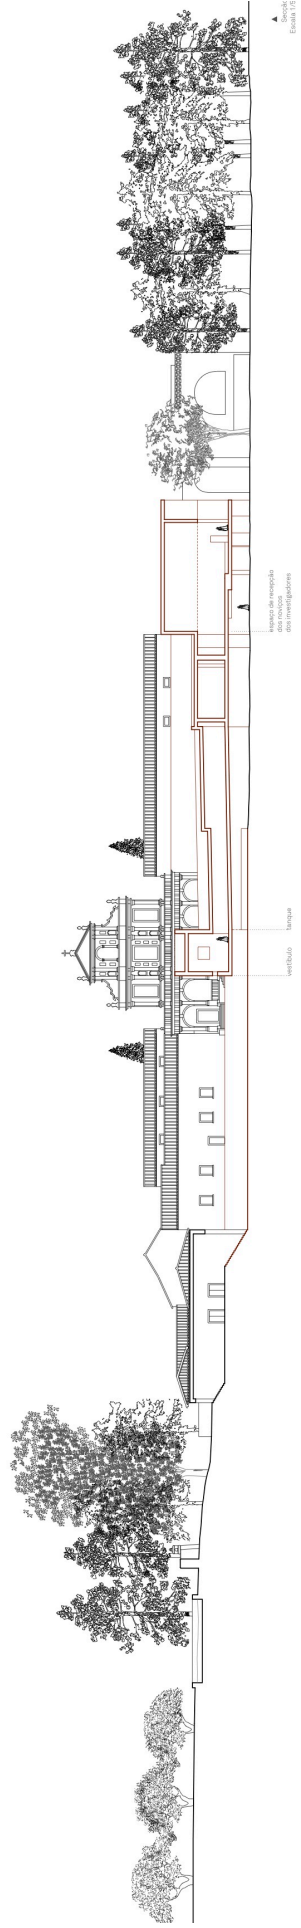 vestíbulo
tanque
espaço de recepção
dos noviços
dos investigadores
▲ Secção
Escala 1/5